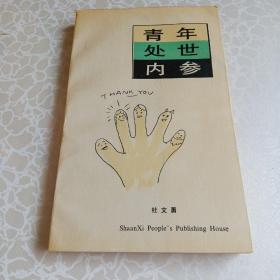 青年
处世
内参
THANK YOU
杜文
ShaanXi People's Publishing House